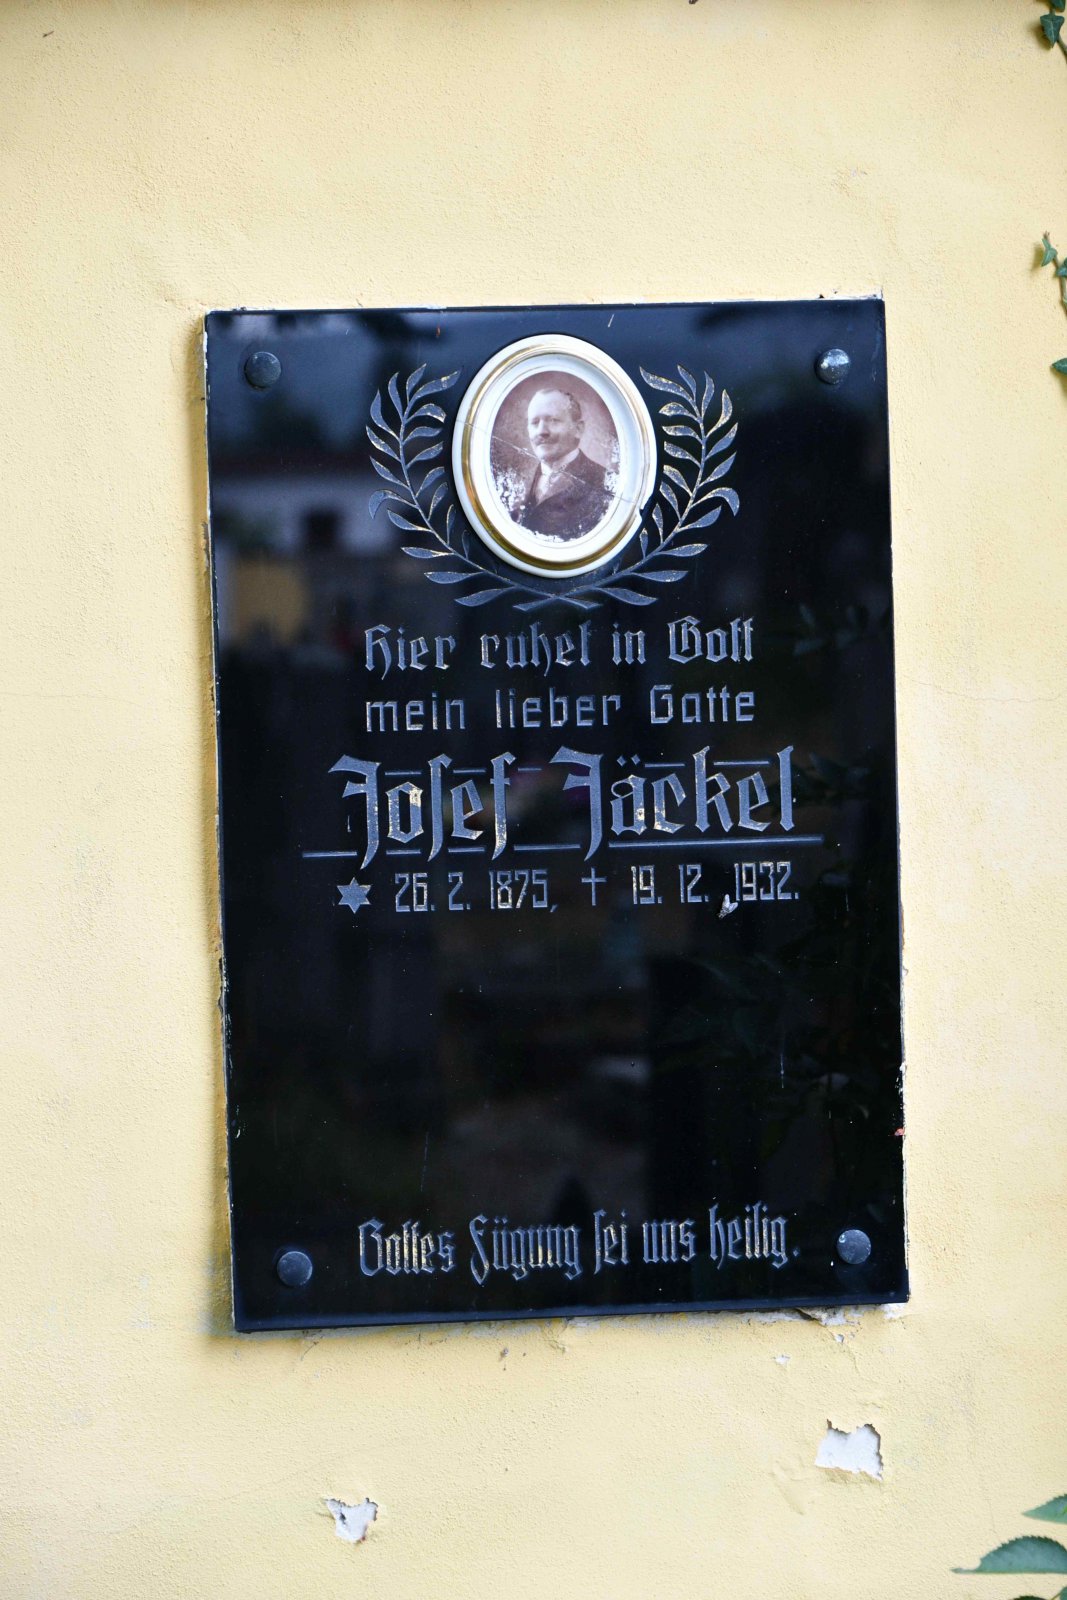 Hier ruhet in Gott
mein lieber Gatte
Josef Jäckel
✶ 26. 2. 1875, † 19. 12. 1932.
Gottes Fügung sei uns heilig.